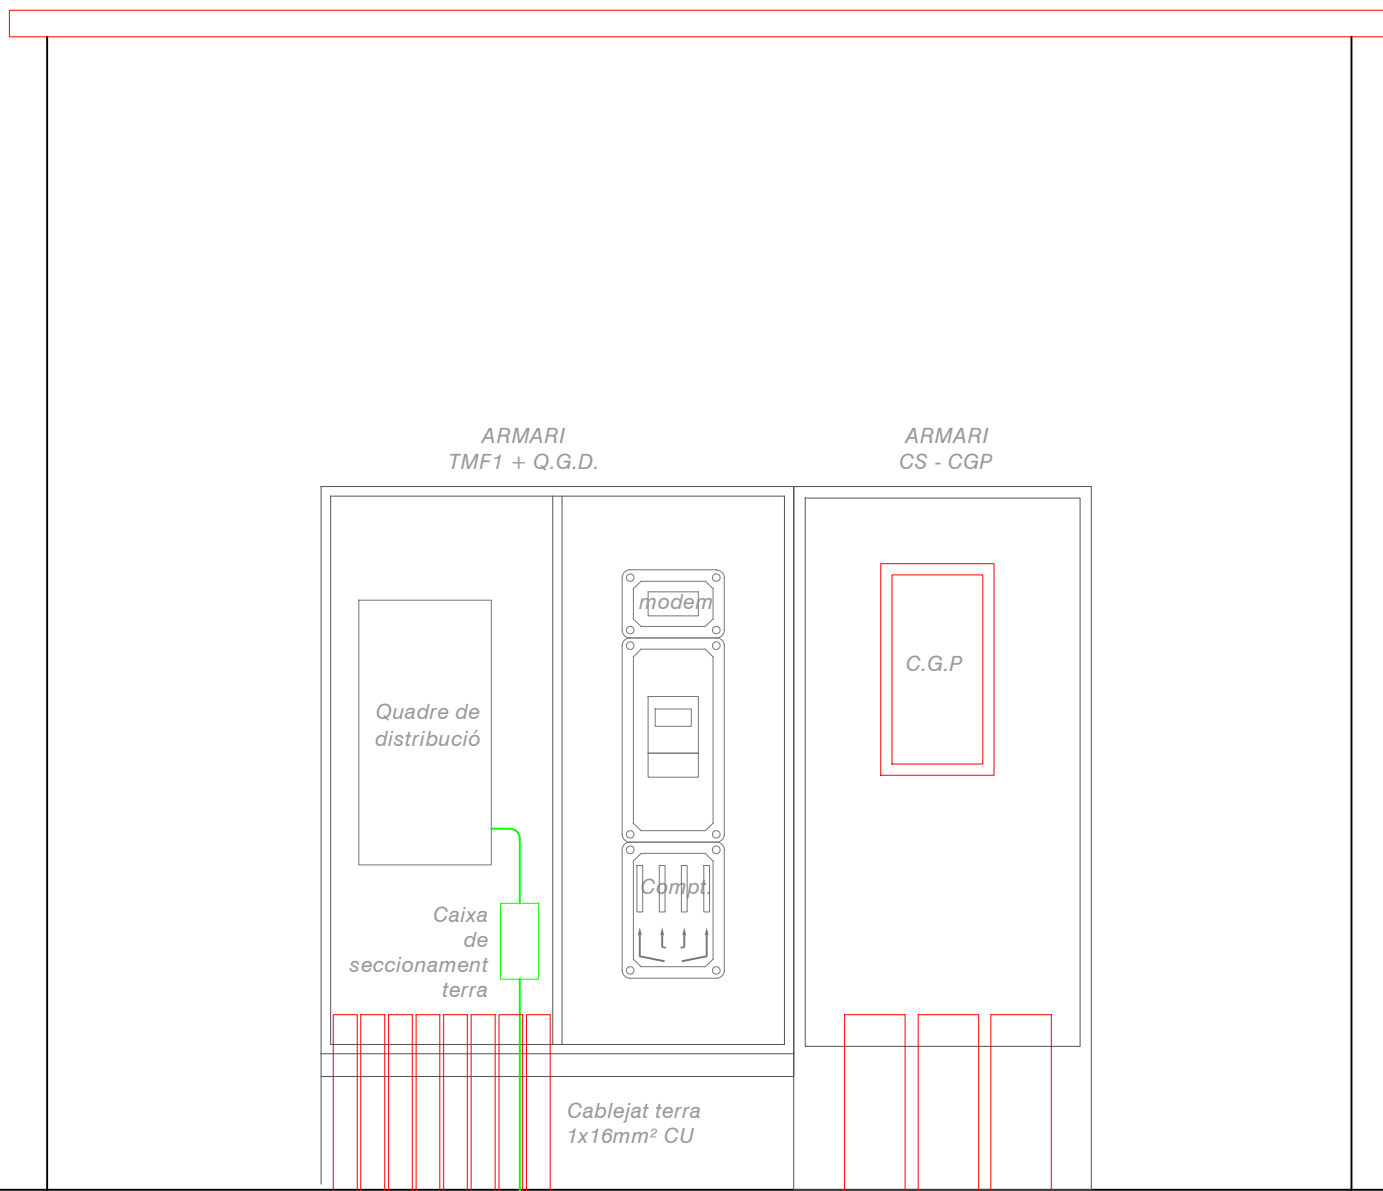 ARMARI
TMF1 + Q.G.D.
ARMARI
CS - CGP
modem
C.G.P
Quadre de
distribució
Compt.
Caixa
de
seccionament
terra
Cablejat terra
1x16mm² CU